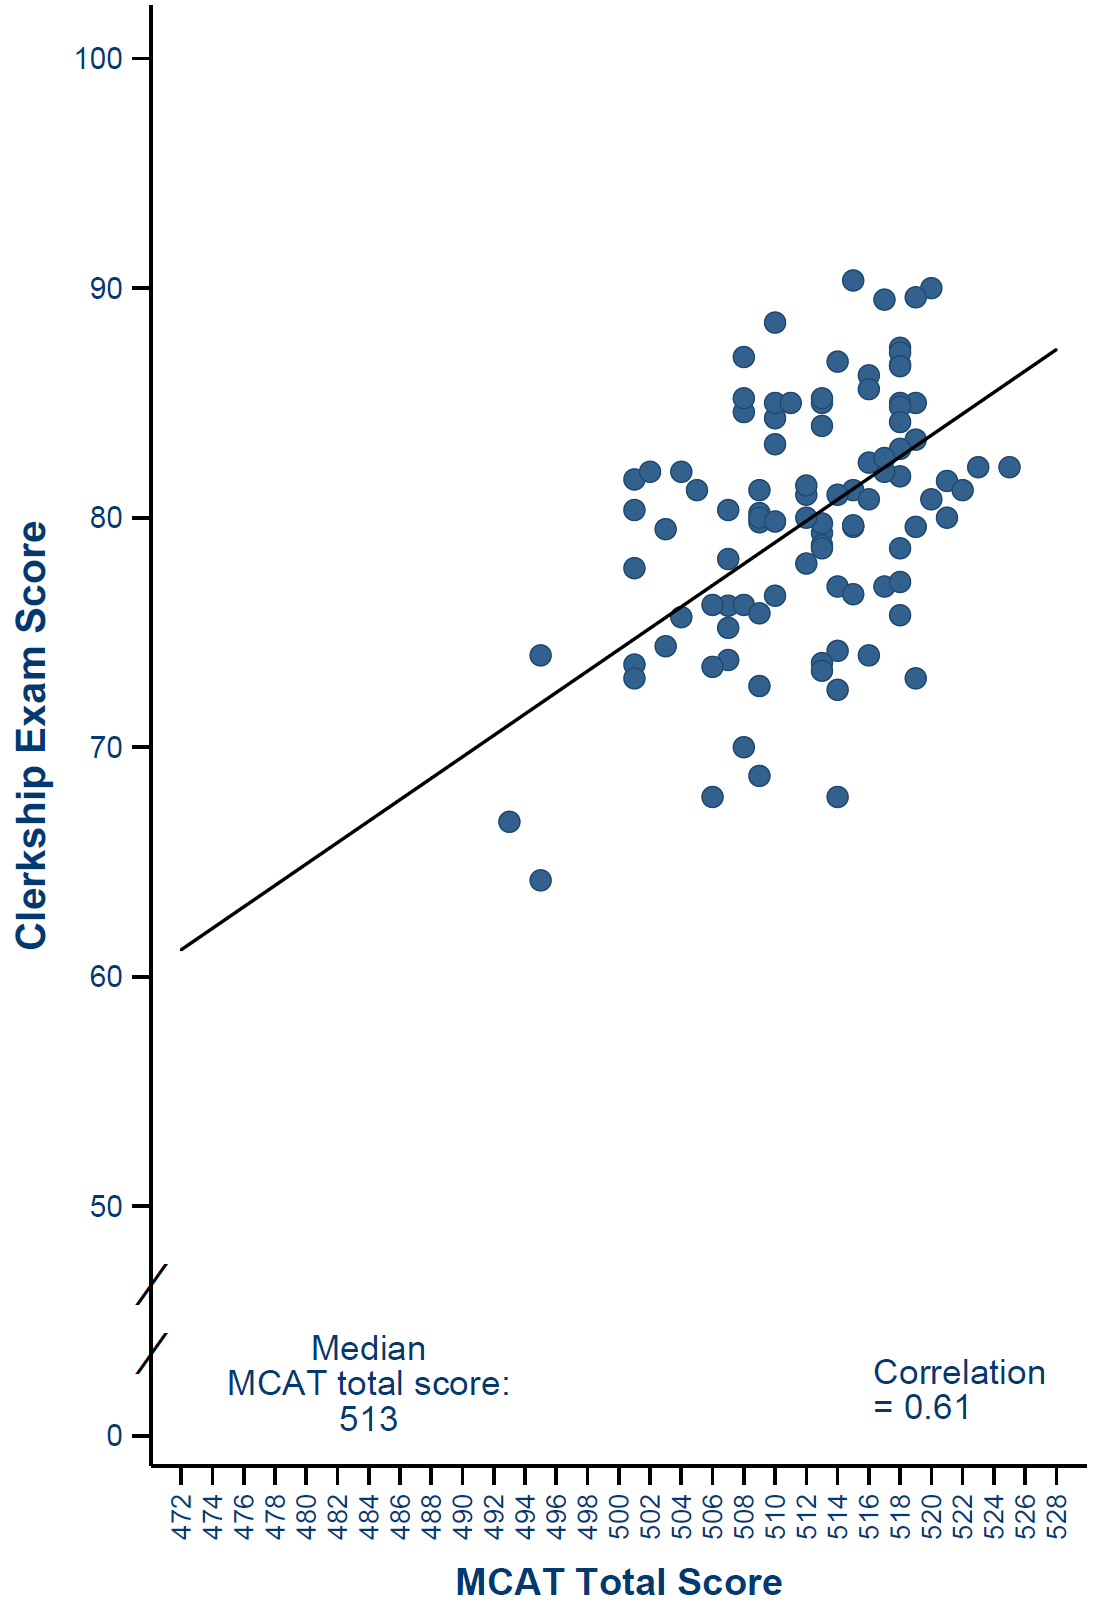 100
90
80
70
60
50
0
Clerkship Exam Score
Median
MCAT total score:
513
Correlation
= 0.61
472 474 476 478 480 482 484 486 488 490 492 494 496 498 500 502 504 506 508 510 512 514 516 518 520 522 524 526 528
MCAT Total Score